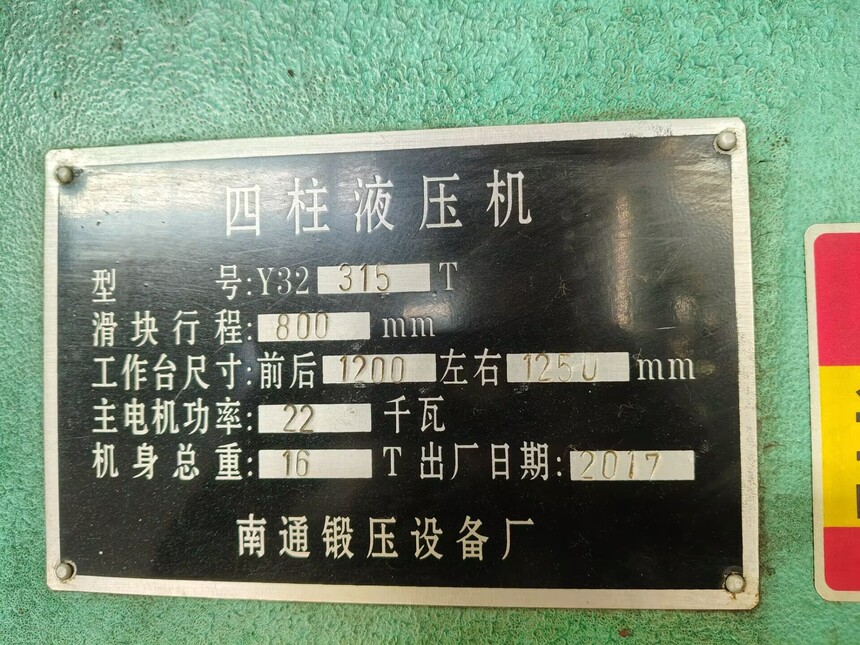 四柱液压机
型 号:Y32 315 T
滑块行程: 800 mm
工作台尺寸:前后 1200 左右 1250 mm
主电机功率: 22 千瓦
机身总重: 16 T 出厂日期: 2017
南通锻压设备厂